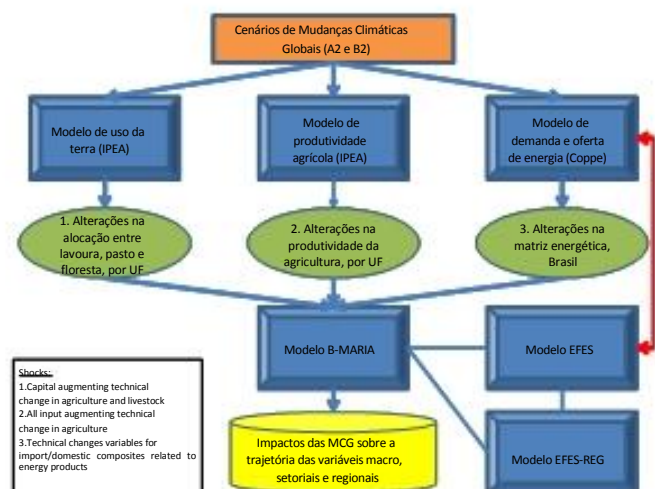 Cenários de Mudanças Climáticas
Globais (A2 e B2)
Modelo de uso da
terra (IPEA)
Modelo de
produtividade
agrícola (IPEA)
Modelo de
demanda e oferta
de energia (Coppe)
1. Alterações na
alocação entre
lavoura, pasto e
floresta, por UF
2. Alterações na
produtividade da
agricultura, por UF
3. Alterações na
matriz energética,
Brasil
Modelo B-MARIA
Modelo EFES
Shocks:
1.Capital augmenting technical
change in agriculture and livestock
2.All input augmenting technical
change in agriculture
3.Technical changes variables for
import/domestic composites related to
energy products
Impactos das MCG sobre a
trajetória das variáveis macro,
setoriais e regionais
Modelo EFES-REG